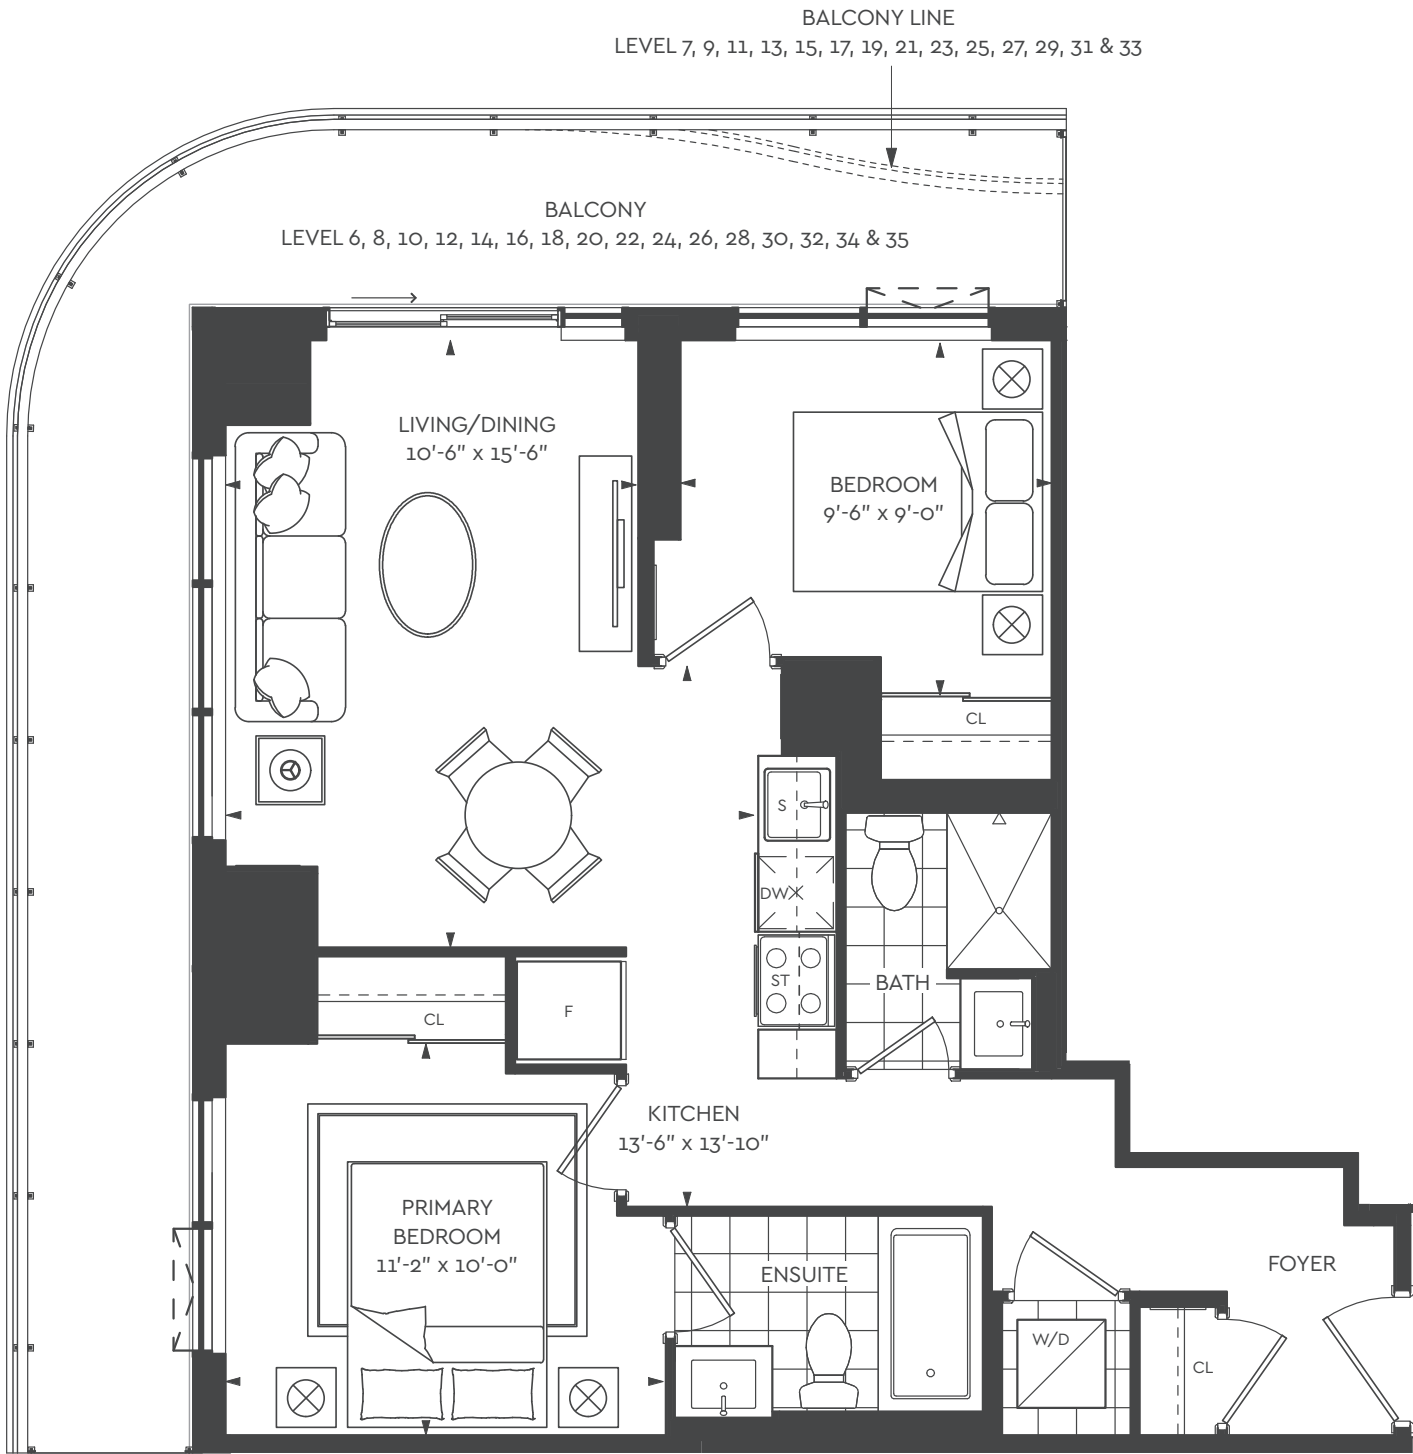 BALCONY LINE
LEVEL 7, 9, 11, 13, 15, 17, 19, 21, 23, 25, 27, 29, 31 & 33
BALCONY
LEVEL 6, 8, 10, 12, 14, 16, 18, 20, 22, 24, 26, 28, 30, 32, 34 & 35
LIVING/DINING
10'-6" x 15'-6"
BEDROOM
9'-6" x 9'-0"
CL
S
DW
ST
BATH
CL
F
KITCHEN
13'-6" x 13'-10"
PRIMARY
BEDROOM
11'-2" x 10'-0"
ENSUITE
FOYER
W/D
CL